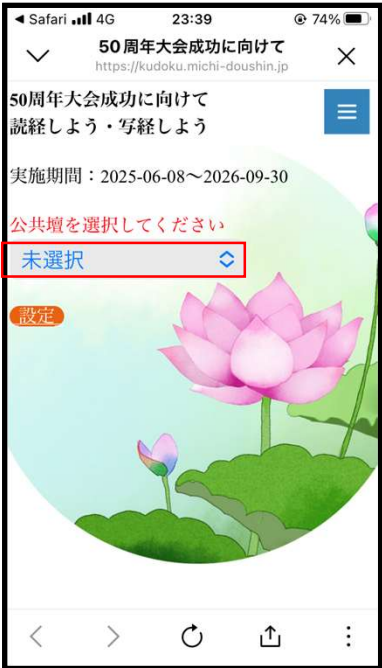 Safari 4G 23:39 74%
50周年大会成功に向けて
https://kudoku.michi-doushin.jp
50周年大会成功に向けて
読経しよう・写経しよう
実施期間：2025-06-08～2026-09-30
公共壇を選択してください
未選択
設定